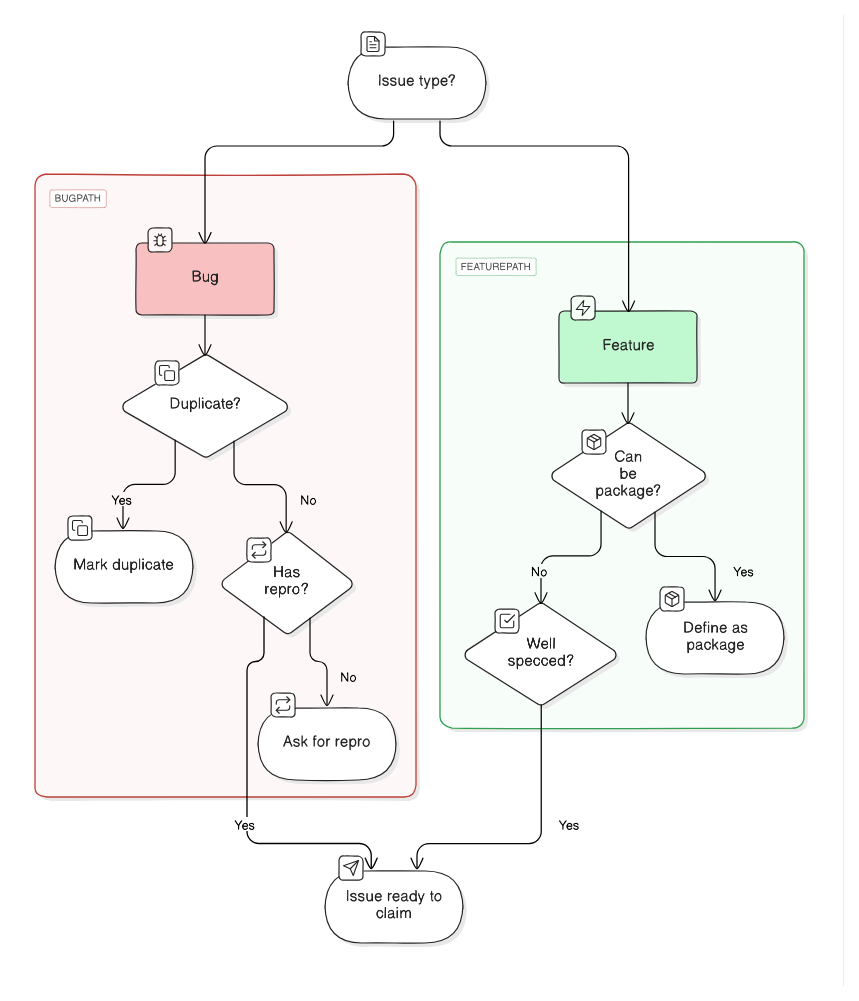 Issue type?
BUGPATH
Bug
FEATUREPATH
Feature
Duplicate?
Can
be
package?
Yes
No
Mark duplicate
Has
repro?
No
Yes
Well
specced?
Define as
package
No
Ask for repro
Yes
Yes
Issue ready to
claim